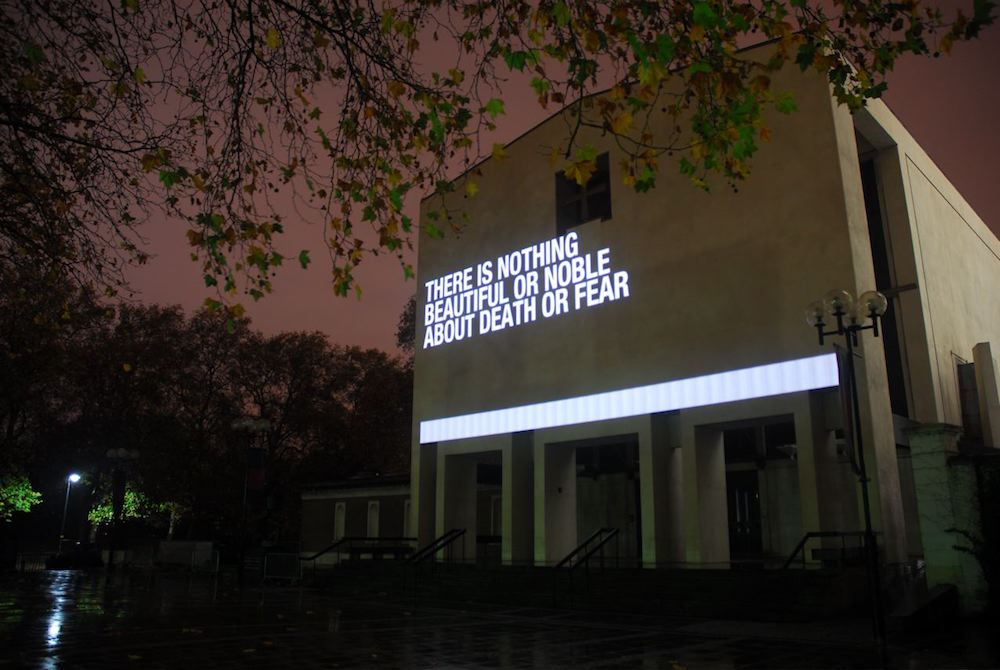 THERE IS NOTHING
BEAUTIFUL OR NOBLE
ABOUT DEATH OR FEAR